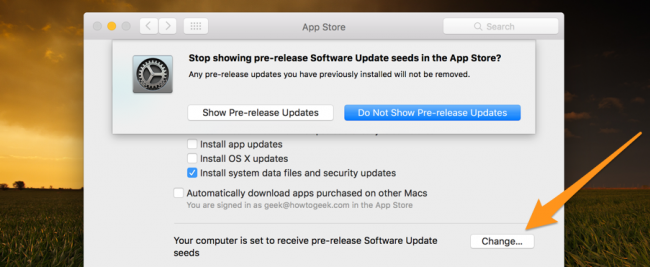 App Store
Search
Stop showing pre-release Software Update seeds in the App Store?
Any pre-release updates you have previously installed will not be removed.
Show Pre-release Updates
Do Not Show Pre-release Updates
Install app updates
Install OS X updates
Install system data files and security updates
Automatically download apps purchased on other Macs
You are signed in as geek@howtogeek.com in the App Store
Your computer is set to receive pre-release Software Update
seeds
Change...